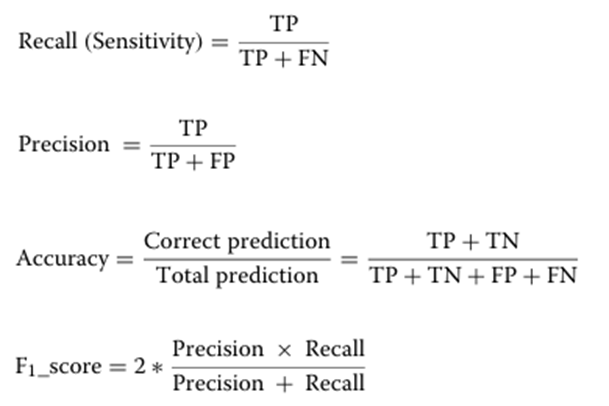 Recall (Sensitivity) = TP / TP + FN
Precision = TP / TP + FP
Accuracy = Correct prediction / Total prediction = TP + TN / TP + TN + FP + FN
F₁_score = 2 * Precision × Recall / Precision + Recall